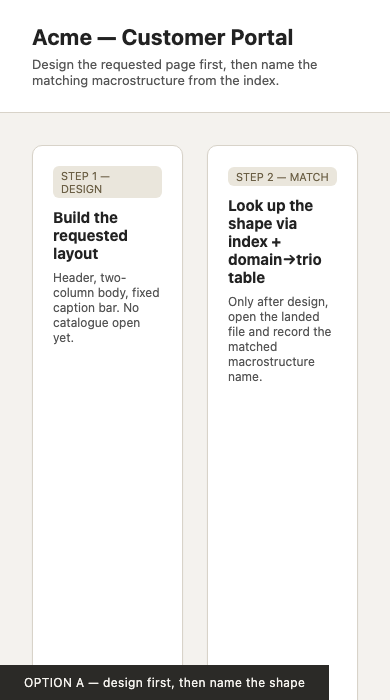 Acme — Customer Portal
Design the requested page first, then name the
matching macrostructure from the index.
STEP 1 —
DESIGN
Build the
requested
layout
Header, two-
column body, fixed
caption bar. No
catalogue open
yet.
STEP 2 — MATCH
Look up the
shape via
index +
domain→trio
table
Only after design,
open the landed
file and record the
matched
macrostructure
name.
OPTION A — design first, then name the shape